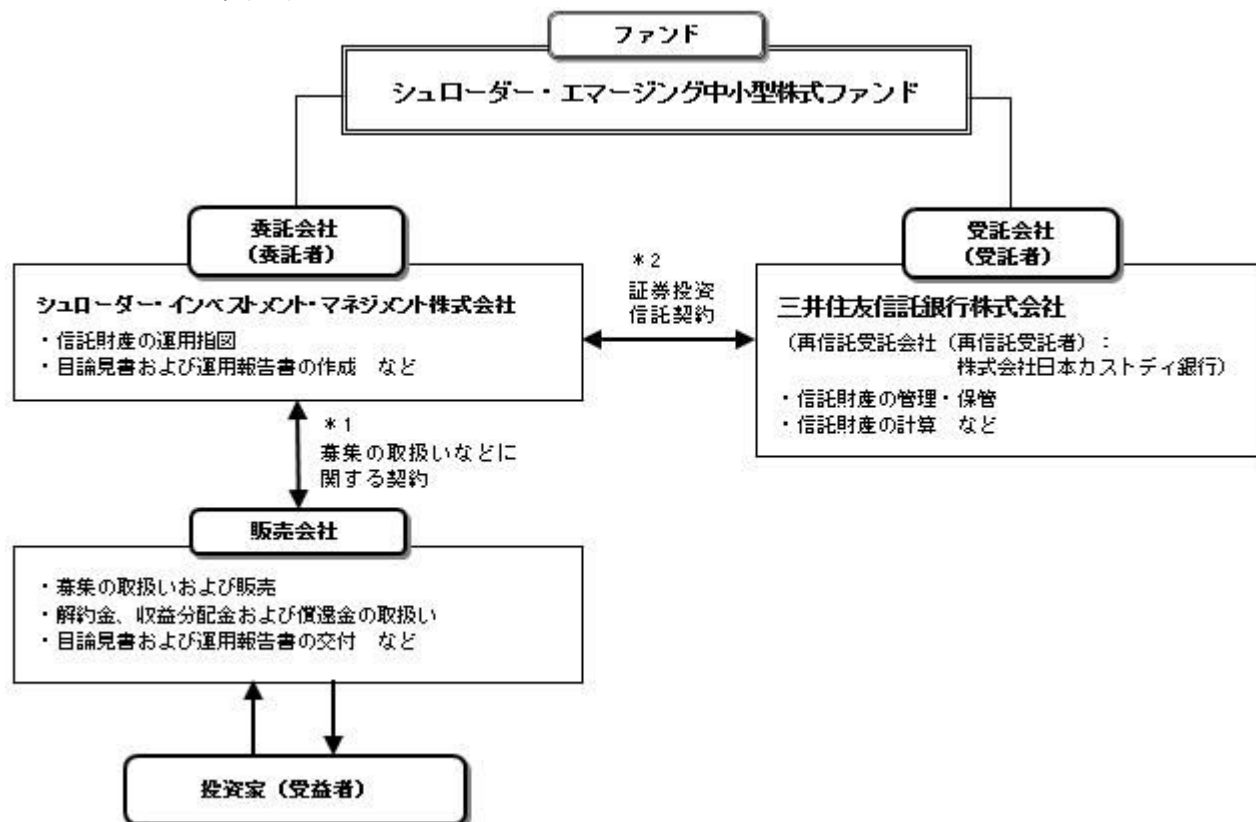 ファンド
シュローダー・エマージング中小型株式ファンド
委託会社
(委託者)
シュローダー・インベストメント・マネジメント株式会社
・信託財産の運用指図
・目論見書および運用報告書の作成 など
*2
証券投資
信託契約
受託会社
(受託者)
三井住友信託銀行株式会社
(再信託受託会社(再信託受託者):
株式会社日本カストディ銀行)
・信託財産の管理・保管
・信託財産の計算 など
*1
募集の取扱いなどに
関する契約
販売会社
・募集の取扱いおよび販売
・解約金、収益分配金および償還金の取扱い
・目論見書および運用報告書の交付 など
投資家(受益者)